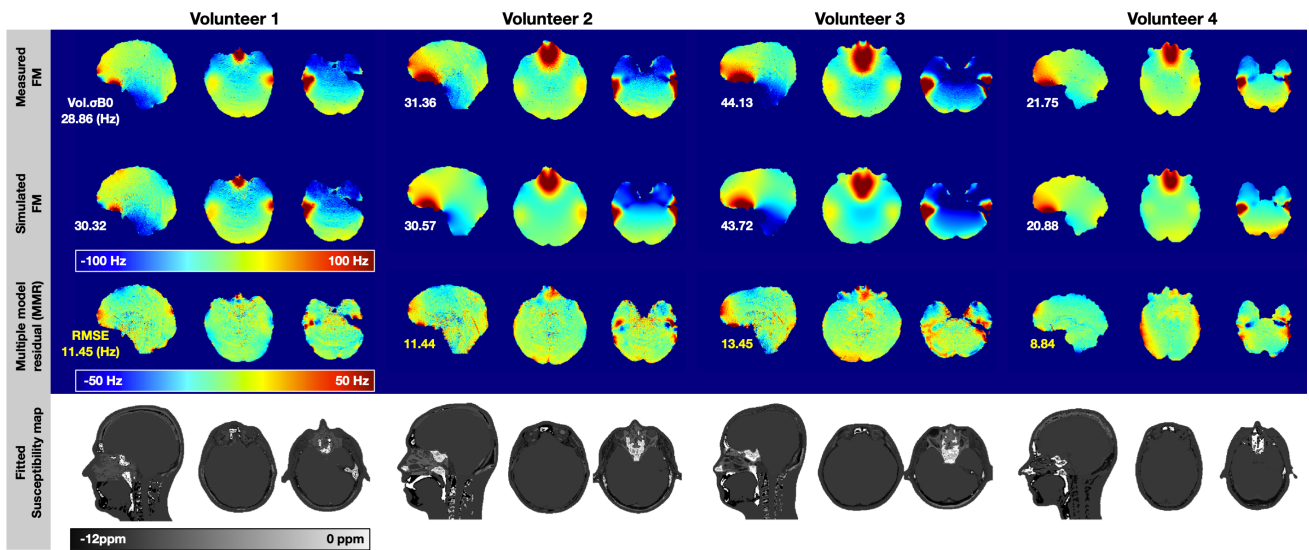 Volunteer 1
Volunteer 2
Volunteer 3
Volunteer 4
Measured
FM
Vol.σB0
28.86 (Hz)
31.36
44.13
21.75
Simulated
FM
30.32
30.57
43.72
20.88
-100 Hz
100 Hz
Multiple model
residual (MMR)
RMSE
11.45 (Hz)
11.44
13.45
8.84
-50 Hz
50 Hz
Fitted
Susceptibility map
-12ppm
0 ppm